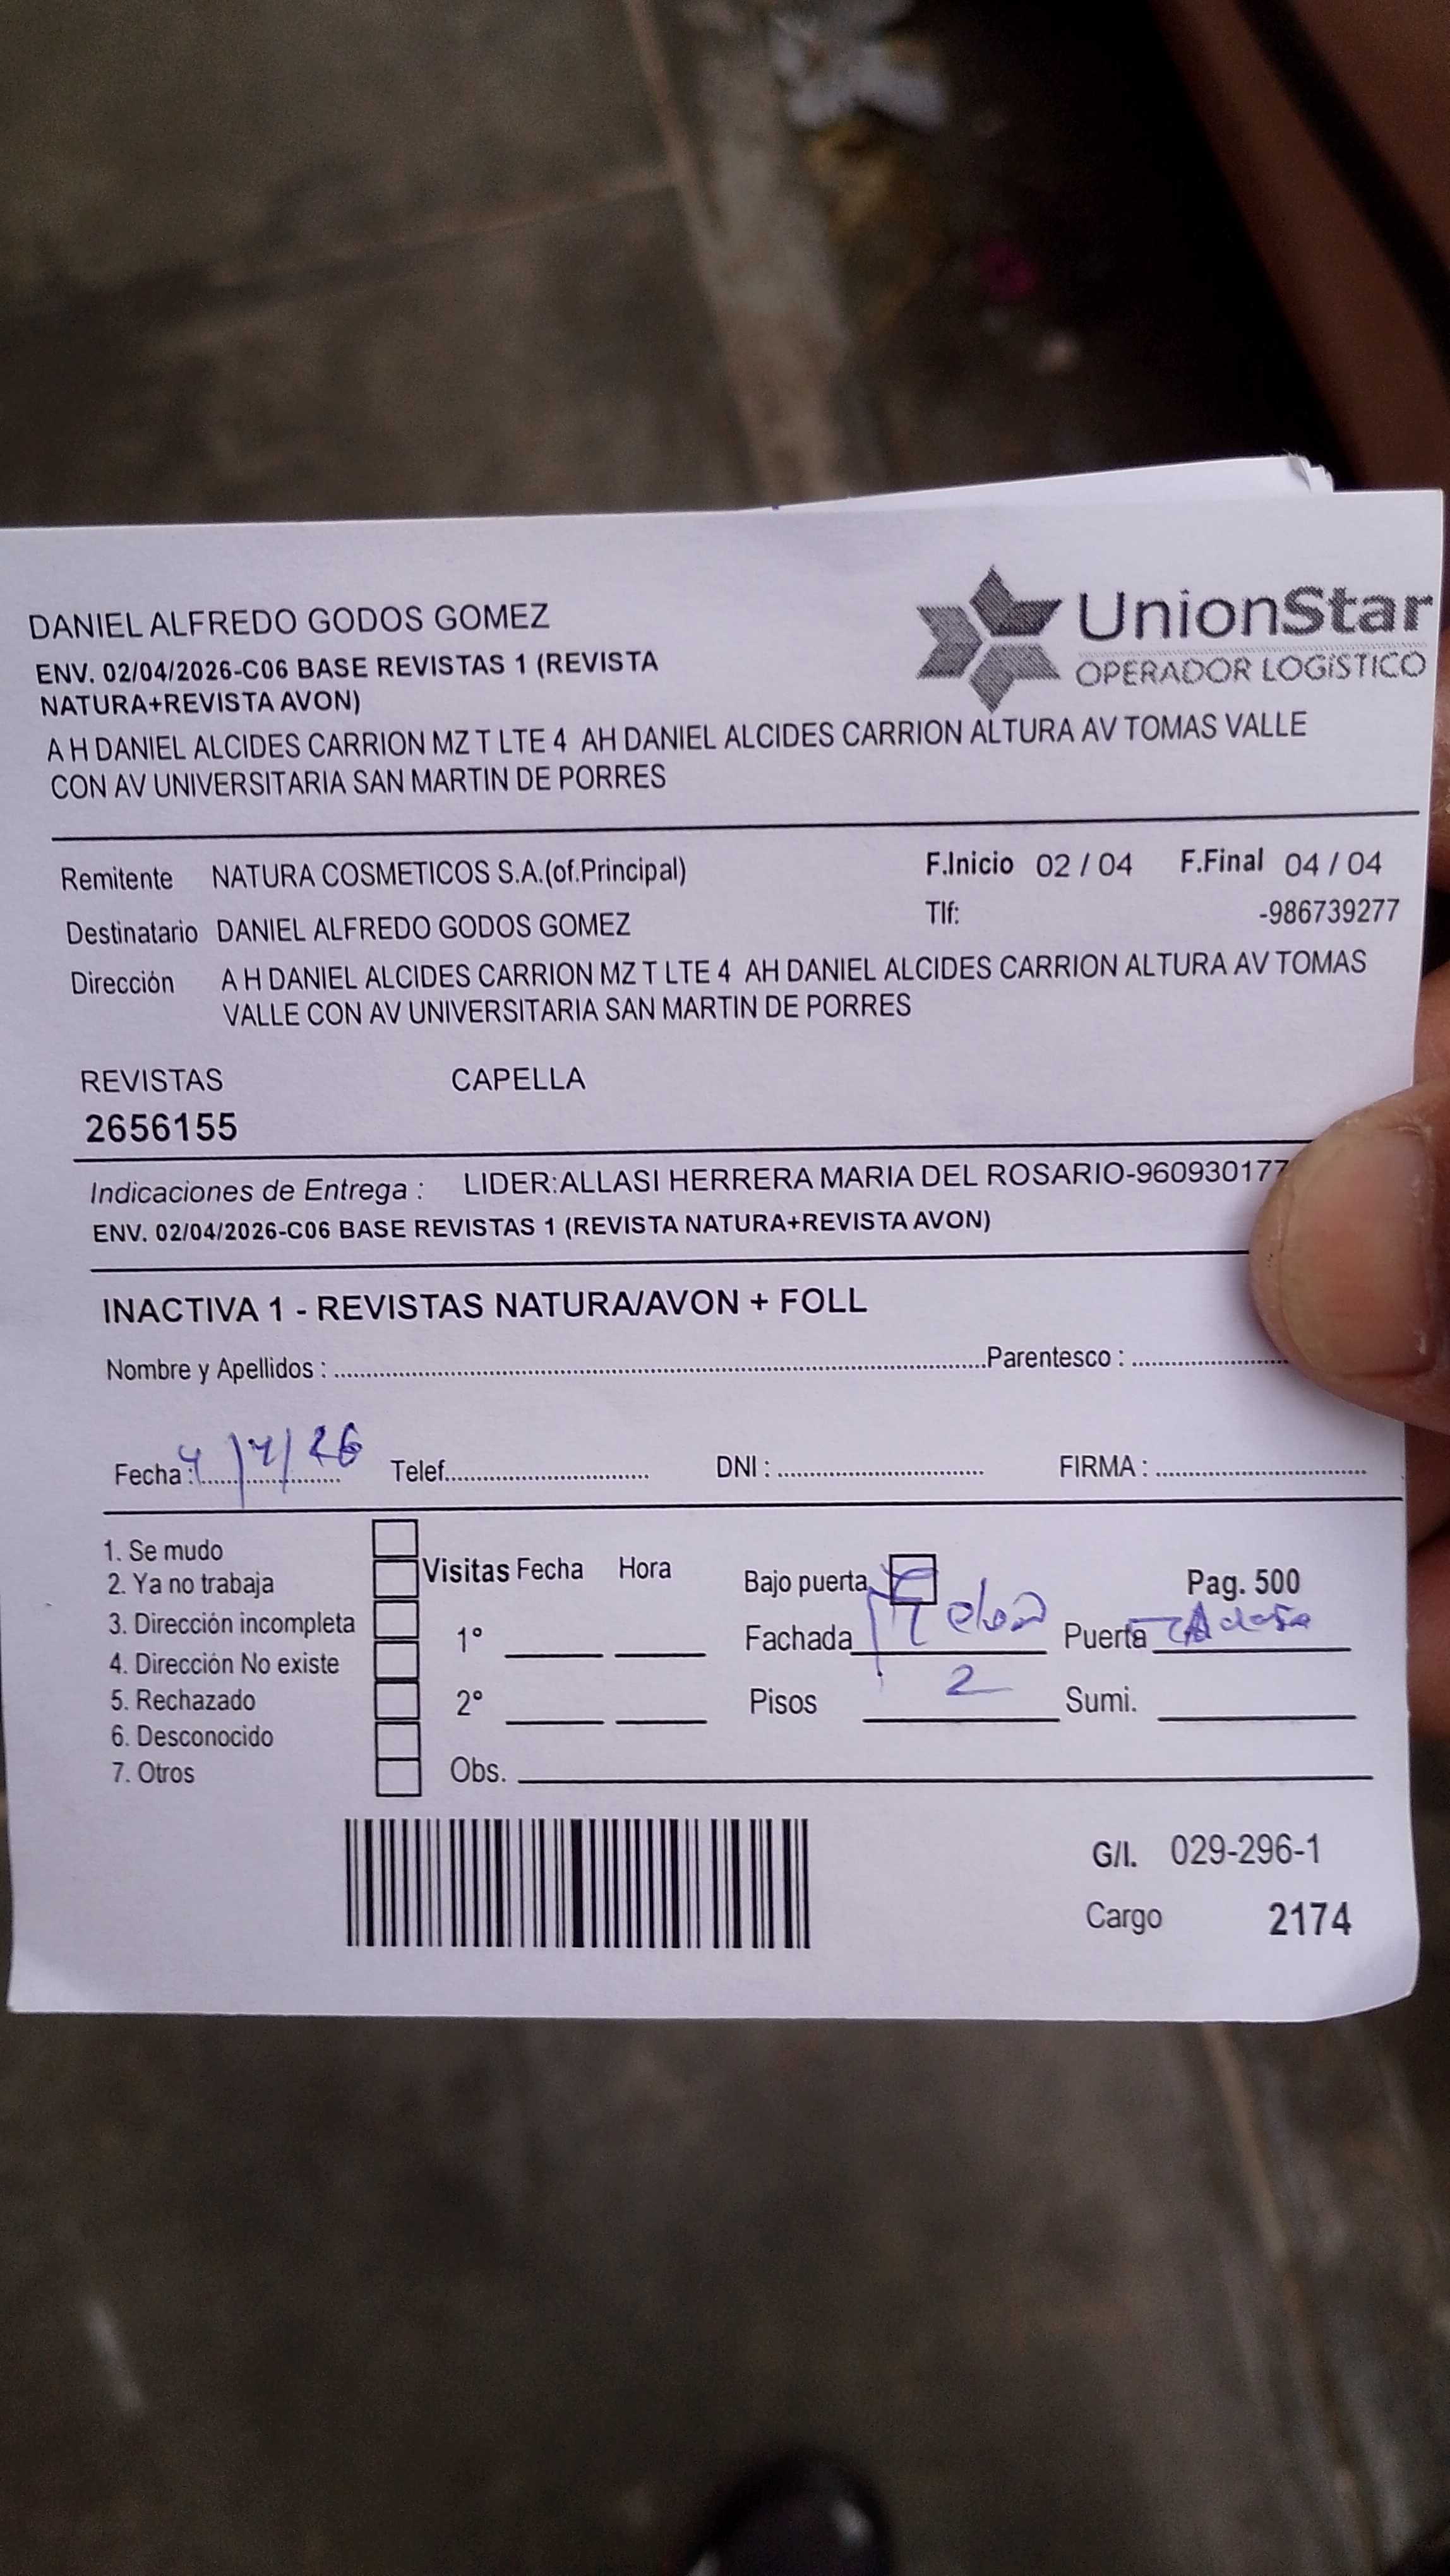 DANIEL ALFREDO GODOS GOMEZ
UnionStar
OPERADOR LOGÍSTICO
ENV. 02/04/2026-C06 BASE REVISTAS 1 (REVISTA
NATURA+REVISTA AVON)
A H DANIEL ALCIDES CARRION MZ T LTE 4 AH DANIEL ALCIDES CARRION ALTURA AV TOMAS VALLE
CON AV UNIVERSITARIA SAN MARTIN DE PORRES
Remitente NATURA COSMETICOS S.A.(of.Principal) F.Inicio 02 / 04 F.Final 04 / 04
Destinatario DANIEL ALFREDO GODOS GOMEZ Tlf: -986739277
Dirección A H DANIEL ALCIDES CARRION MZ T LTE 4 AH DANIEL ALCIDES CARRION ALTURA AV TOMAS
VALLE CON AV UNIVERSITARIA SAN MARTIN DE PORRES
REVISTAS CAPELLA
2656155
Indicaciones de Entrega : LIDER:ALLASI HERRERA MARIA DEL ROSARIO-960930177
ENV. 02/04/2026-C06 BASE REVISTAS 1 (REVISTA NATURA+REVISTA AVON)
INACTIVA 1 - REVISTAS NATURA/AVON + FOLL
Nombre y Apellidos : Parentesco :
Fecha : 4/4/26 Telef. DNI : FIRMA :
1. Se mudo
2. Ya no trabaja
3. Dirección incompleta
4. Dirección No existe
5. Rechazado
6. Desconocido
7. Otros
Visitas Fecha Hora
1°
2°
Obs.
Bajo puerta Pag. 500
Fachada Puerta
Pisos 2 Sumi.
G/I. 029-296-1
Cargo 2174